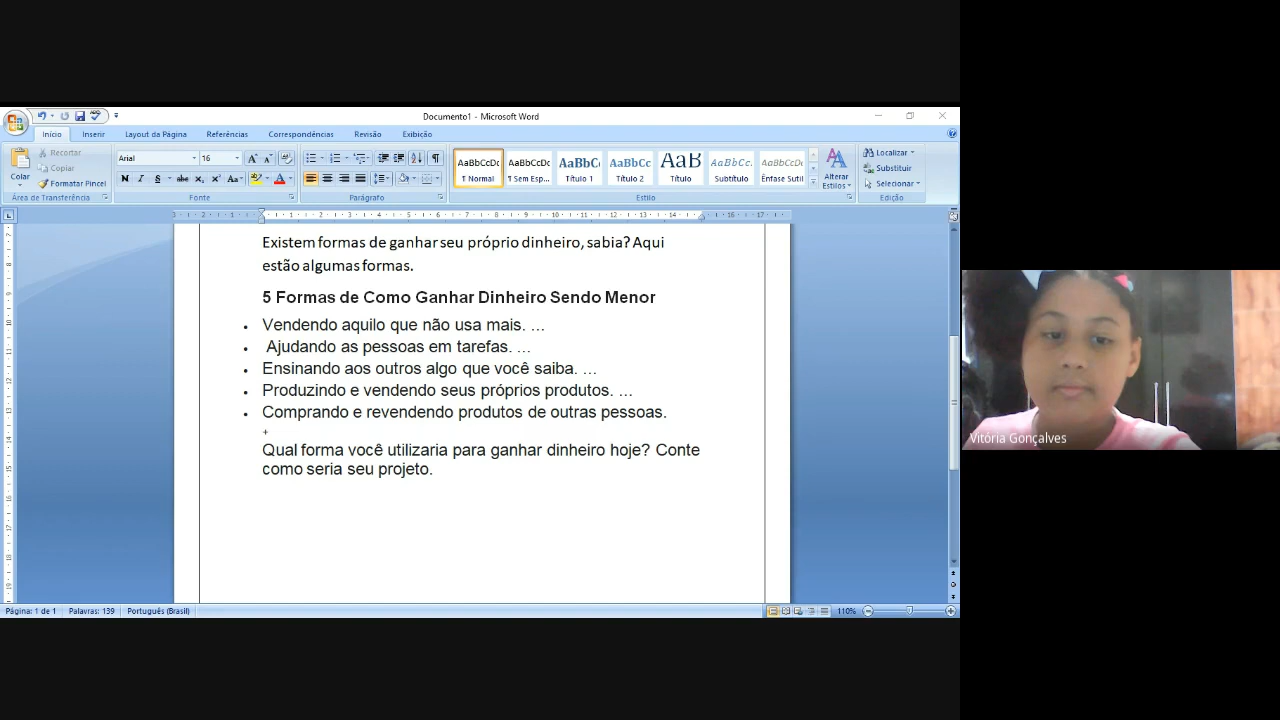 Documento1 - Microsoft Word
Início Inserir Layout da Página Referências Correspondências Revisão Exibição
Colar
Recortar
Copiar
Formatar Pincel
Área de Transferência
Arial 16
Fonte
Parágrafo
AaBbCcDc AaBbCcDc AaBbC AaBbCc AaB AaBbCc. AaBbCcDc
¶ Normal ¶ Sem Esp... Título 1 Título 2 Título Subtítulo Ênfase Sutil
Alterar Estilos
Estilo
Localizar
Substituir
Selecionar
Edição
Existem formas de ganhar seu próprio dinheiro, sabia? Aqui
estão algumas formas.
5 Formas de Como Ganhar Dinheiro Sendo Menor
• Vendendo aquilo que não usa mais. ...
• Ajudando as pessoas em tarefas. ...
• Ensinando aos outros algo que você saiba. ...
• Produzindo e vendendo seus próprios produtos. ...
• Comprando e revendendo produtos de outras pessoas.
+
Qual forma você utilizaria para ganhar dinheiro hoje? Conte
como seria seu projeto.
Página: 1 de 1 Palavras: 139 Português (Brasil) 110%
Vitória Gonçalves